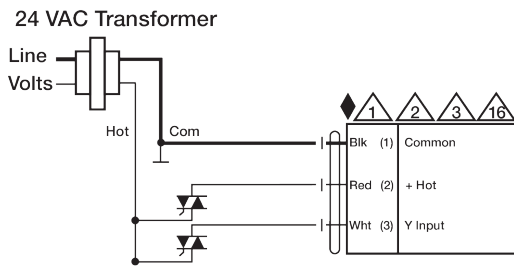 24 VAC Transformer
Line
Volts
Hot
Com
1 2 3 16
Blk (1) Common
Red (2) + Hot
Wht (3) Y Input